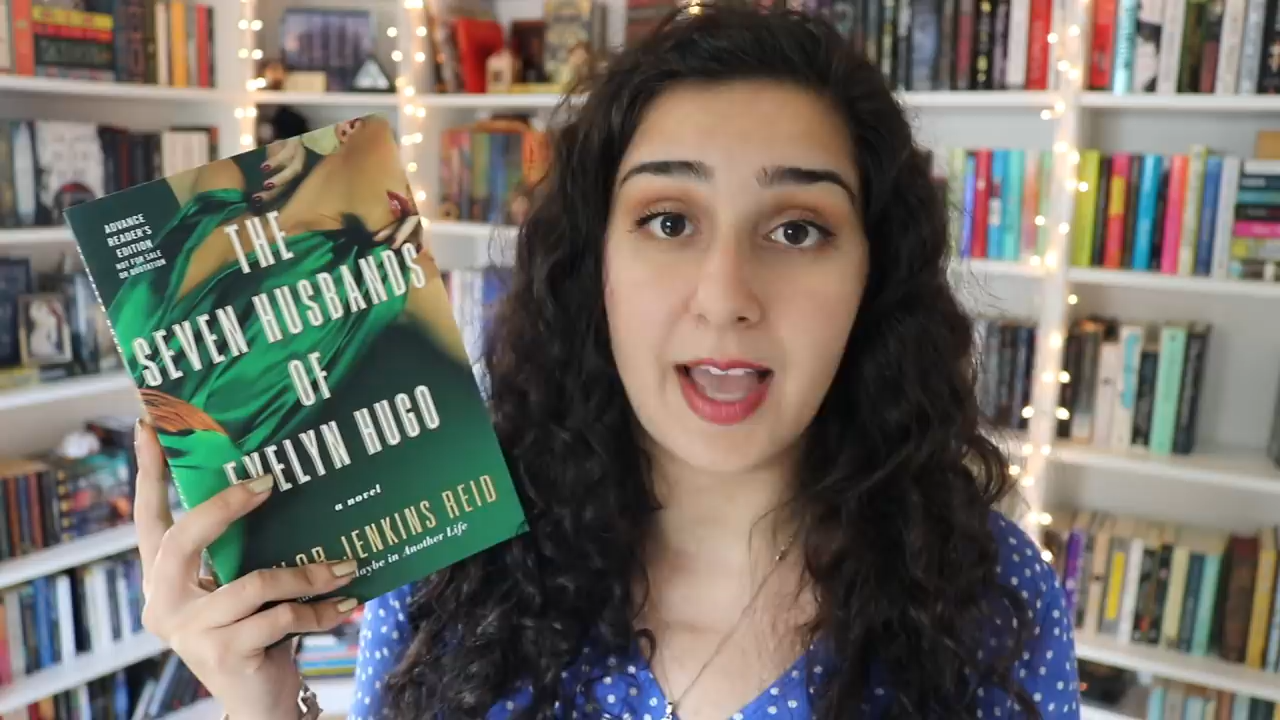 ADVANCE
READER'S
EDITION
NOT FOR SALE
OR QUOTATION
THE
SEVEN HUSBANDS
OF
EVELYN HUGO
a novel
JENKINS REID
Maybe in Another Life